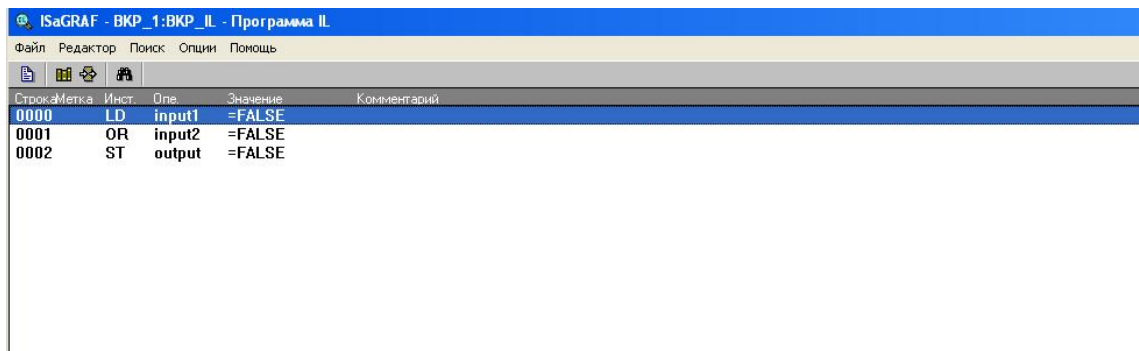 ISaGRAF - BKP_1:BKP_IL - Программа IL
Файл Редактор Поиск Опции Помощь
Строка Метка Инст. Опе. Значение Комментарий
0000 LD input1 =FALSE
0001 OR input2 =FALSE
0002 ST output =FALSE